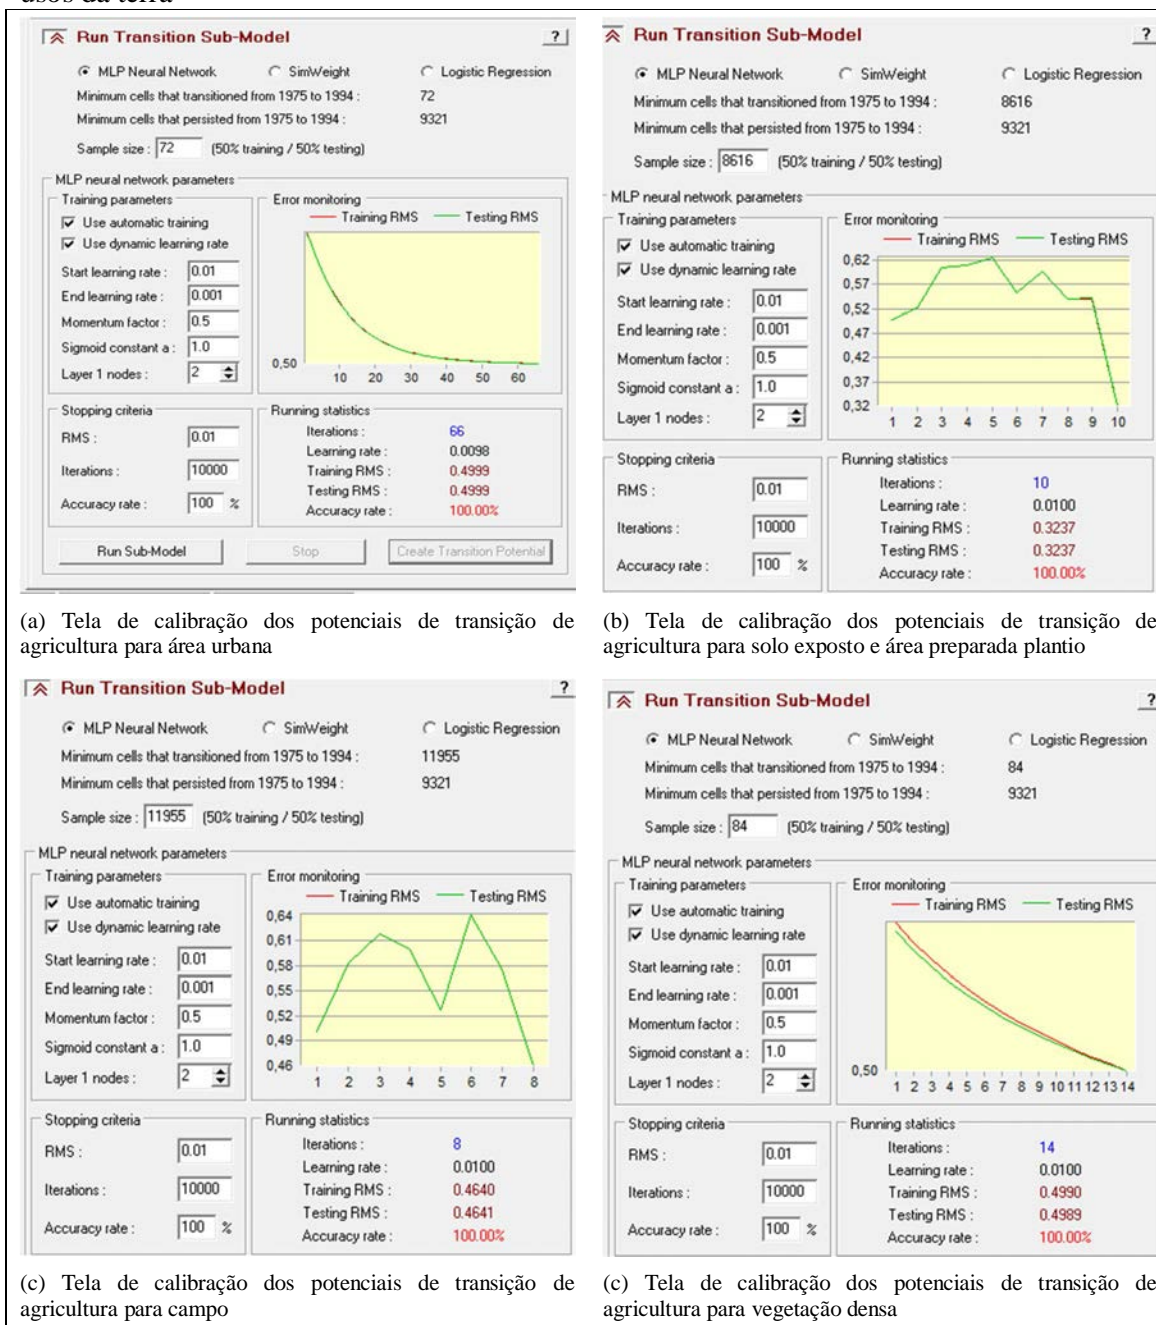 usos da terra
Run Transition Sub-Model ?
MLP Neural Network SimWeight Logistic Regression
Minimum cells that transitioned from 1975 to 1994 : 72
Minimum cells that persisted from 1975 to 1994 : 9321
Sample size : 72 (50% training / 50% testing)
MLP neural network parameters
Training parameters
Use automatic training
Use dynamic learning rate
Start learning rate : 0.01
End learning rate : 0.001
Momentum factor : 0.5
Sigmoid constant a : 1.0
Layer 1 nodes : 2
Error monitoring
Training RMS Testing RMS
0,50
10 20 30 40 50 60
Stopping criteria
RMS : 0.01
Iterations : 10000
Accuracy rate : 100 %
Running statistics
Iterations : 66
Learning rate : 0.0098
Training RMS : 0.4999
Testing RMS : 0.4999
Accuracy rate : 100.00%
Run Sub-Model Stop Create Transition Potential
(a) Tela de calibração dos potenciais de transição de
agricultura para área urbana
Run Transition Sub-Model ?
MLP Neural Network SimWeight Logistic Regression
Minimum cells that transitioned from 1975 to 1994 : 8616
Minimum cells that persisted from 1975 to 1994 : 9321
Sample size : 8616 (50% training / 50% testing)
MLP neural network parameters
Training parameters
Use automatic training
Use dynamic learning rate
Start learning rate : 0.01
End learning rate : 0.001
Momentum factor : 0.5
Sigmoid constant a : 1.0
Layer 1 nodes : 2
Error monitoring
Training RMS Testing RMS
0,62
0,57
0,52
0,47
0,42
0,37
0,32
1 2 3 4 5 6 7 8 9 10
Stopping criteria
RMS : 0.01
Iterations : 10000
Accuracy rate : 100 %
Running statistics
Iterations : 10
Learning rate : 0.0100
Training RMS : 0.3237
Testing RMS : 0.3237
Accuracy rate : 100.00%
(b) Tela de calibração dos potenciais de transição de
agricultura para solo exposto e área preparada plantio
Run Transition Sub-Model ?
MLP Neural Network SimWeight Logistic Regression
Minimum cells that transitioned from 1975 to 1994 : 11955
Minimum cells that persisted from 1975 to 1994 : 9321
Sample size : 11955 (50% training / 50% testing)
MLP neural network parameters
Training parameters
Use automatic training
Use dynamic learning rate
Start learning rate : 0.01
End learning rate : 0.001
Momentum factor : 0.5
Sigmoid constant a : 1.0
Layer 1 nodes : 2
Error monitoring
Training RMS Testing RMS
0,64
0,61
0,58
0,55
0,52
0,49
0,46
1 2 3 4 5 6 7 8
Stopping criteria
RMS : 0.01
Iterations : 10000
Accuracy rate : 100 %
Running statistics
Iterations : 8
Learning rate : 0.0100
Training RMS : 0.4640
Testing RMS : 0.4641
Accuracy rate : 100.00%
(c) Tela de calibração dos potenciais de transição de
agricultura para campo
Run Transition Sub-Model ?
MLP Neural Network SimWeight Logistic Regression
Minimum cells that transitioned from 1975 to 1994 : 84
Minimum cells that persisted from 1975 to 1994 : 9321
Sample size : 84 (50% training / 50% testing)
MLP neural network parameters
Training parameters
Use automatic training
Use dynamic learning rate
Start learning rate : 0.01
End learning rate : 0.001
Momentum factor : 0.5
Sigmoid constant a : 1.0
Layer 1 nodes : 2
Error monitoring
Training RMS Testing RMS
0,50
1 2 3 4 5 6 7 8 9 10 11 12 13 14
Stopping criteria
RMS : 0.01
Iterations : 10000
Accuracy rate : 100 %
Running statistics
Iterations : 14
Learning rate : 0.0100
Training RMS : 0.4990
Testing RMS : 0.4989
Accuracy rate : 100.00%
(c) Tela de calibração dos potenciais de transição de
agricultura para vegetação densa